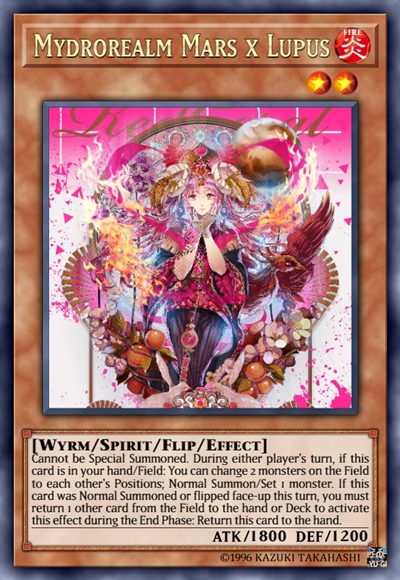 Mydrorealm Mars x Lupus
FIRE
炎
[Wyrm/Spirit/Flip/Effect]
Cannot be Special Summoned. During either player's turn, if this
card is in your hand/Field: You can change 2 monsters on the Field
to each other's Positions; Normal Summon/Set 1 monster. If this
card was Normal Summoned or flipped face-up this turn, you must
return 1 other card from the Field to the hand or Deck to activate
this effect during the End Phase: Return this card to the hand.
ATK/1800 DEF/1200
©1996 KAZUKI TAKAHASHI